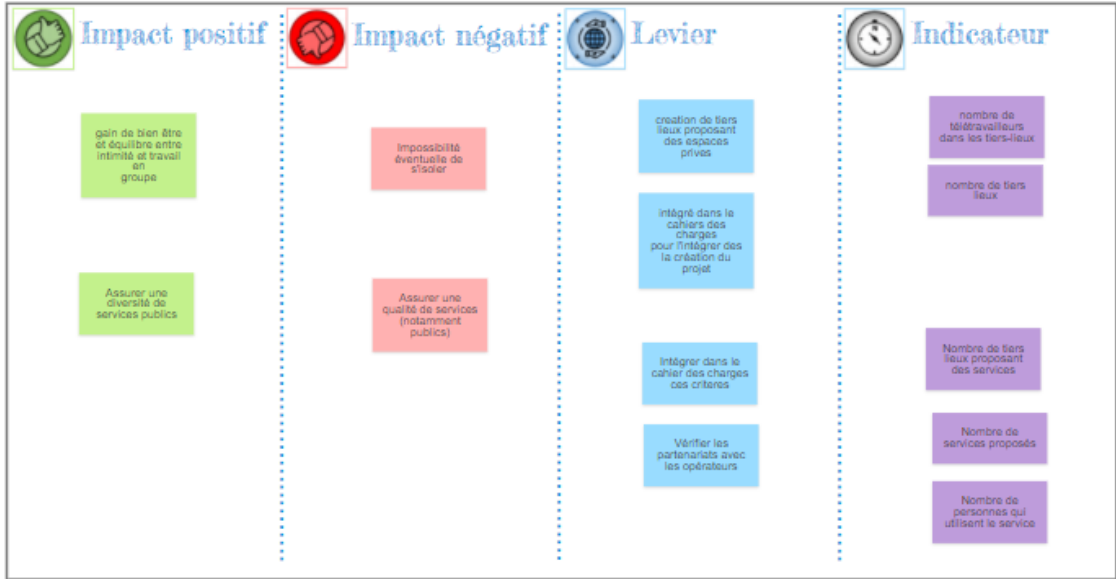 Impact positif
gain de bien être
et équilibre entre
intimité et travail
en
groupe
Assurer une
diversité de
services publics
Impact négatif
Impossibilité
éventuelle de
s'isoler
Assurer une
qualité de services
(notamment
publics)
Levier
creation de tiers
lieux proposant
des espaces
prives
Intégré dans le
cahiers des
charges
pour l'intégrer des
la création du
projet
Intégrer dans le
cahier des charges
ces criteres
Vérifier les
partenariats avec
les opérateurs
Indicateur
nombre de
télétravailleurs
dans les tiers-lieux
nombre de tiers
lieux
Nombre de tiers
lieux proposant
des services
Nombre de
services proposés
Nombre de
personnes qui
utilisent le service